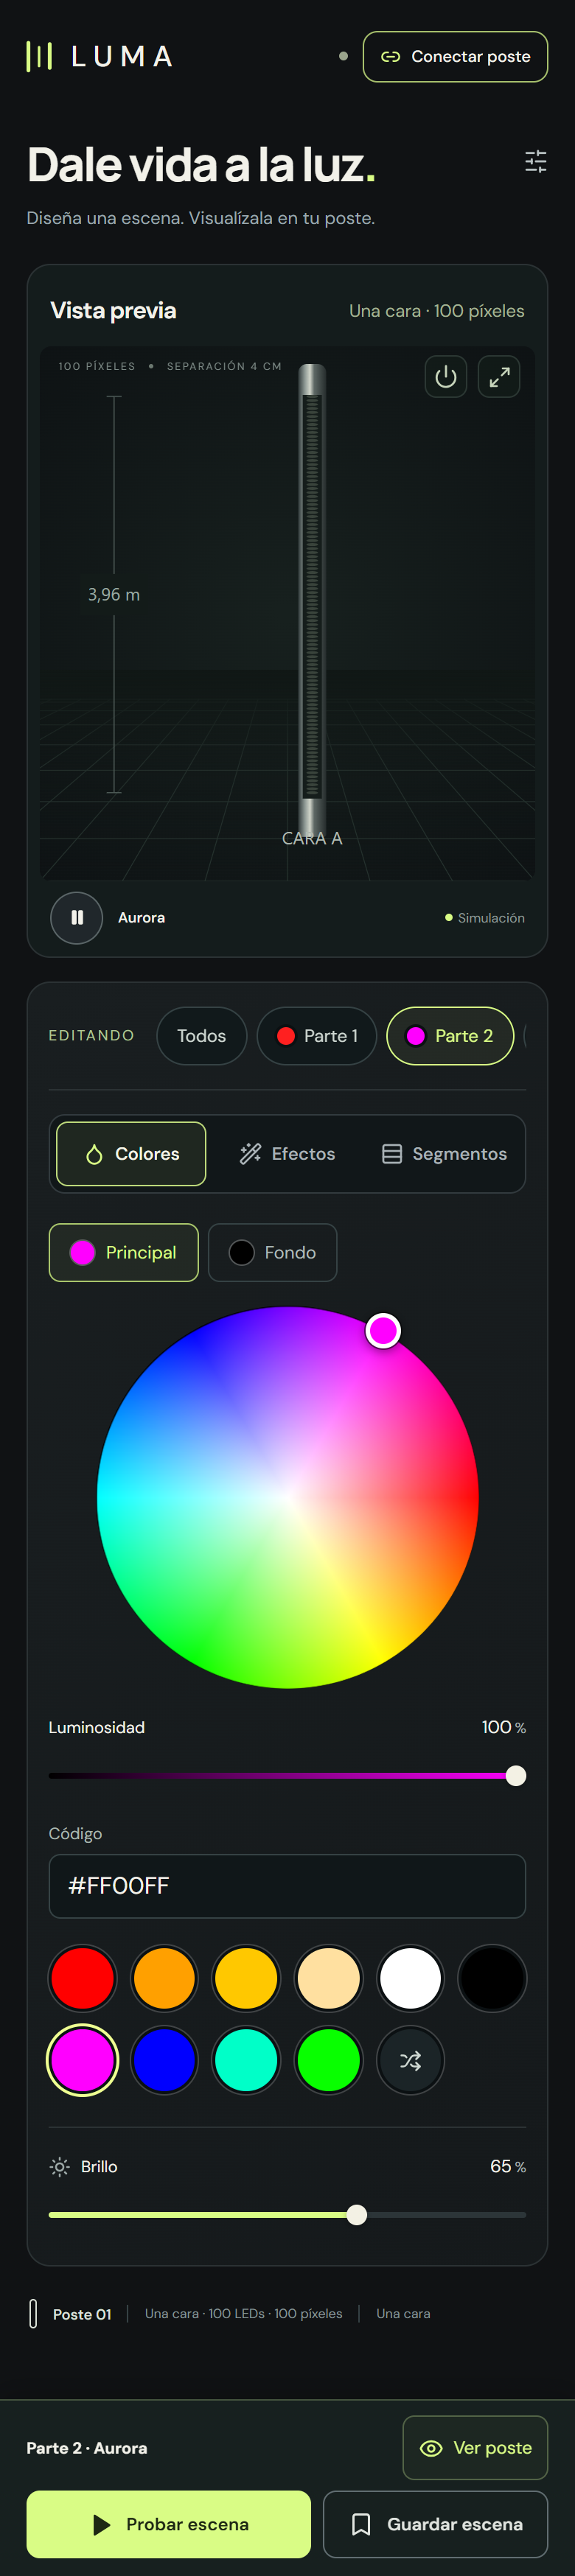 LUMA
Conectar poste
Dale vida a la luz.
Diseña una escena. Visualízala en tu poste.
Vista previa
Una cara · 100 píxeles
100 PÍXELES • SEPARACIÓN 4 CM
3,96 m
CARA A
Aurora
Simulación
EDITANDO
Todos
Parte 1
Parte 2
Colores
Efectos
Segmentos
Principal
Fondo
Luminosidad
100 %
Código
#FF00FF
Brillo
65 %
Poste 01
Una cara · 100 LEDs · 100 píxeles
Una cara
Parte 2 · Aurora
Ver poste
Probar escena
Guardar escena